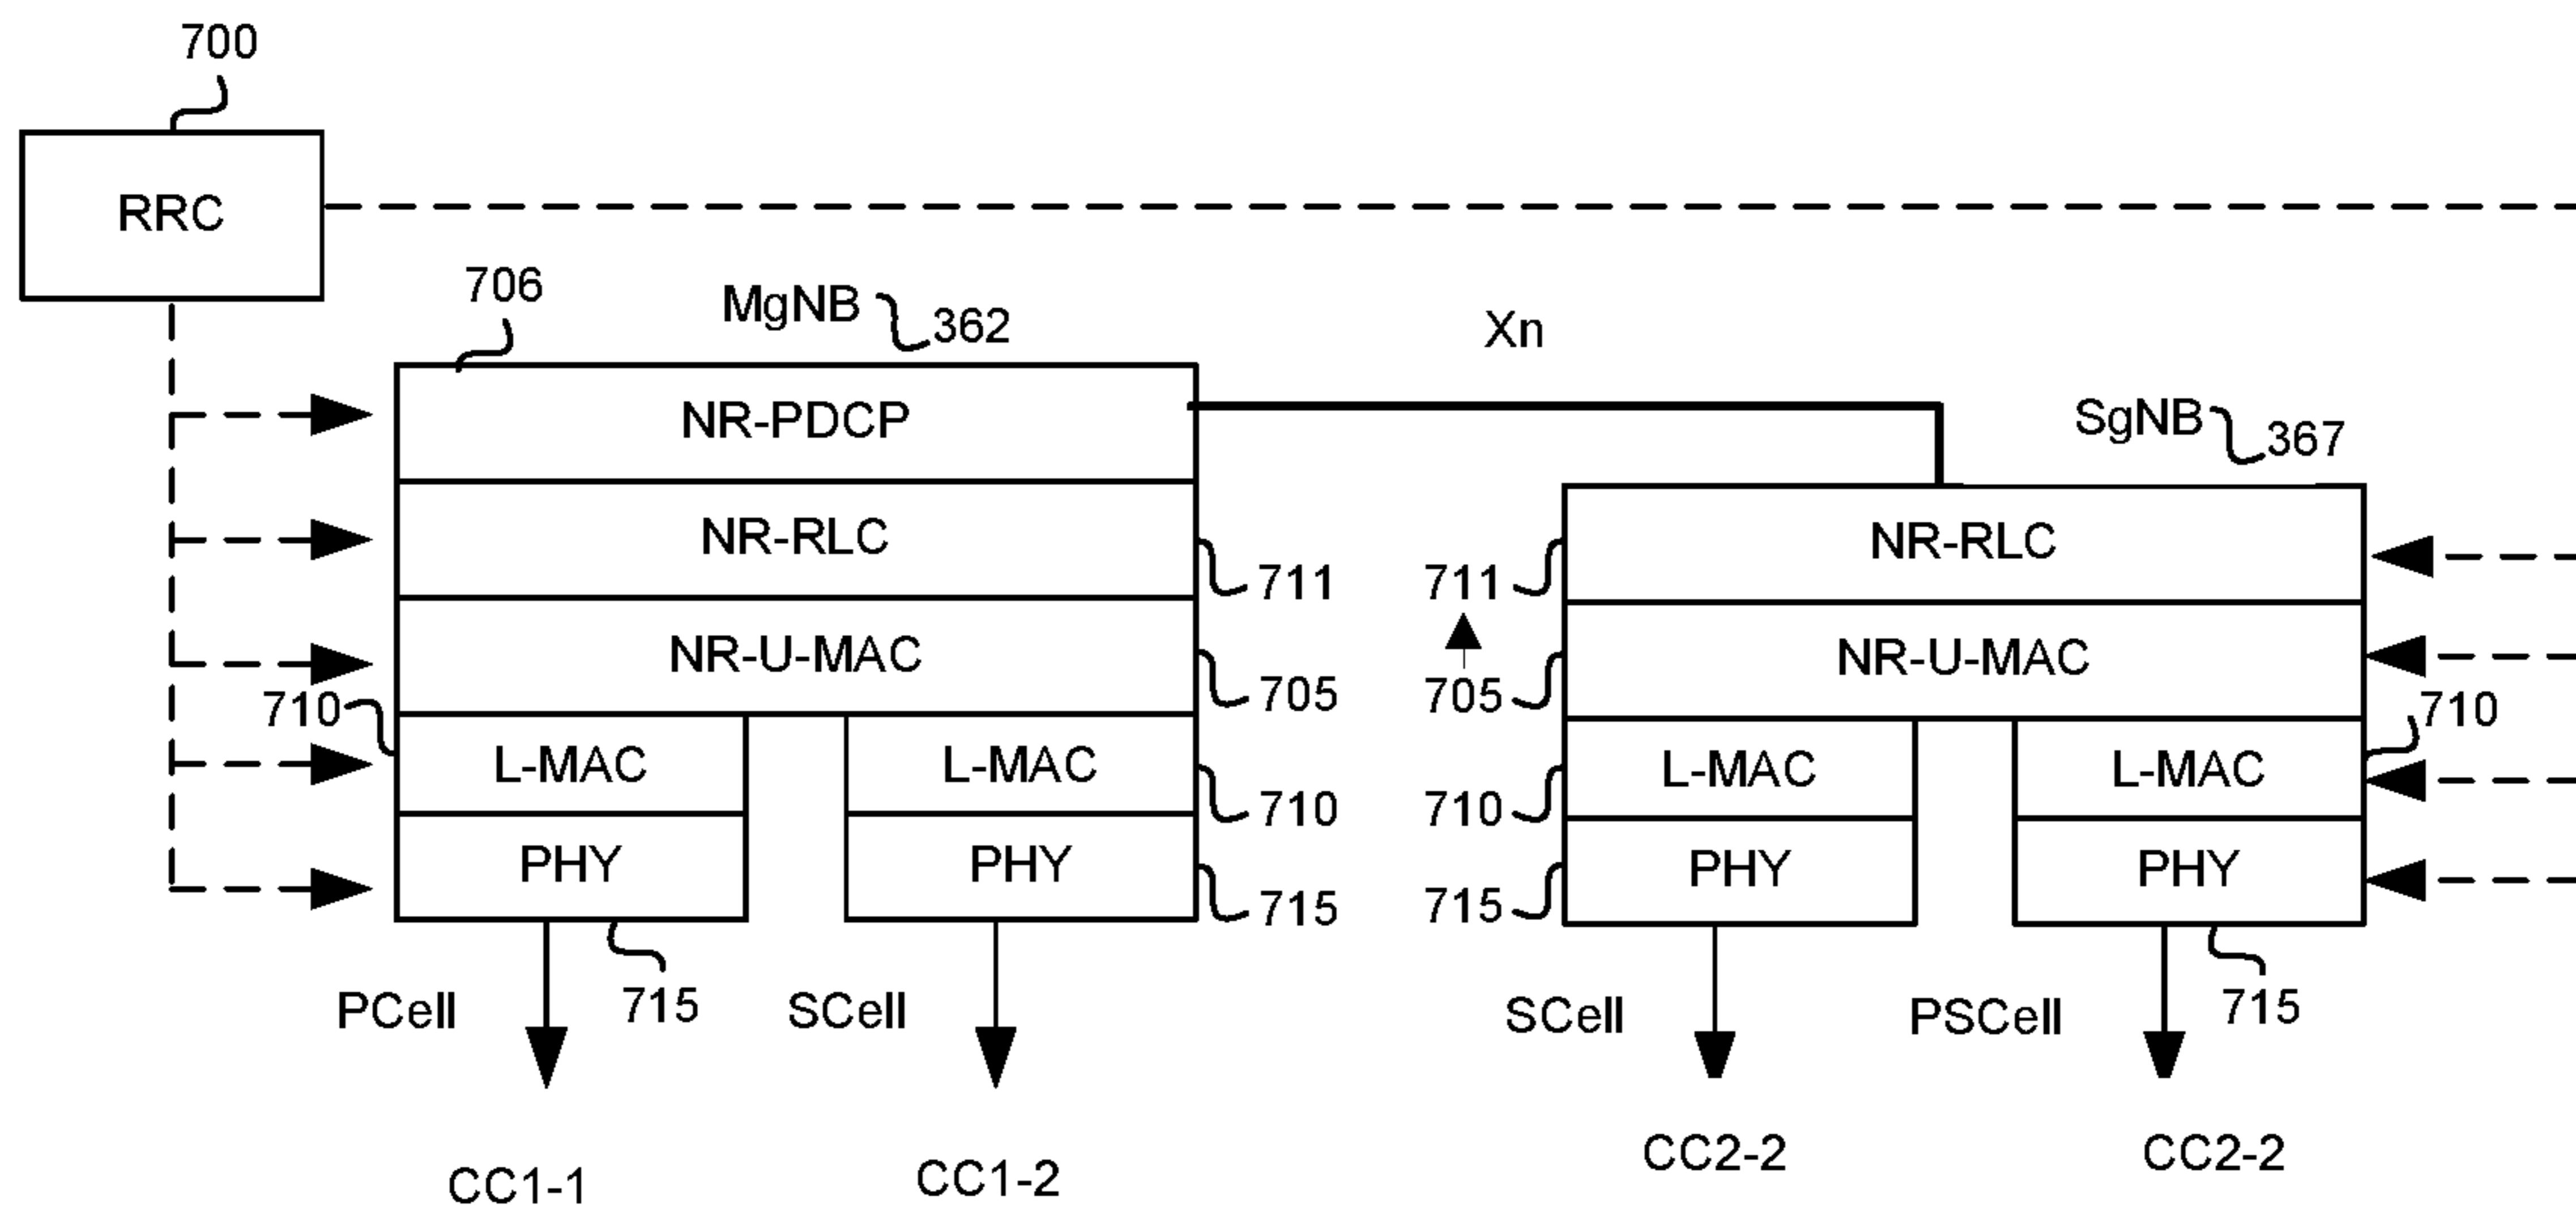 700
RRC
706
MgNB 362
Xn
NR-PDCP
SgNB 367
NR-RLC
NR-RLC
711
711
NR-U-MAC
NR-U-MAC
710
705
705
710
L-MAC
L-MAC
L-MAC
L-MAC
710
710
PHY
PHY
PHY
PHY
715
715
PCell
715
SCell
SCell
PSCell
715
CC1-1
CC1-2
CC2-2
CC2-2